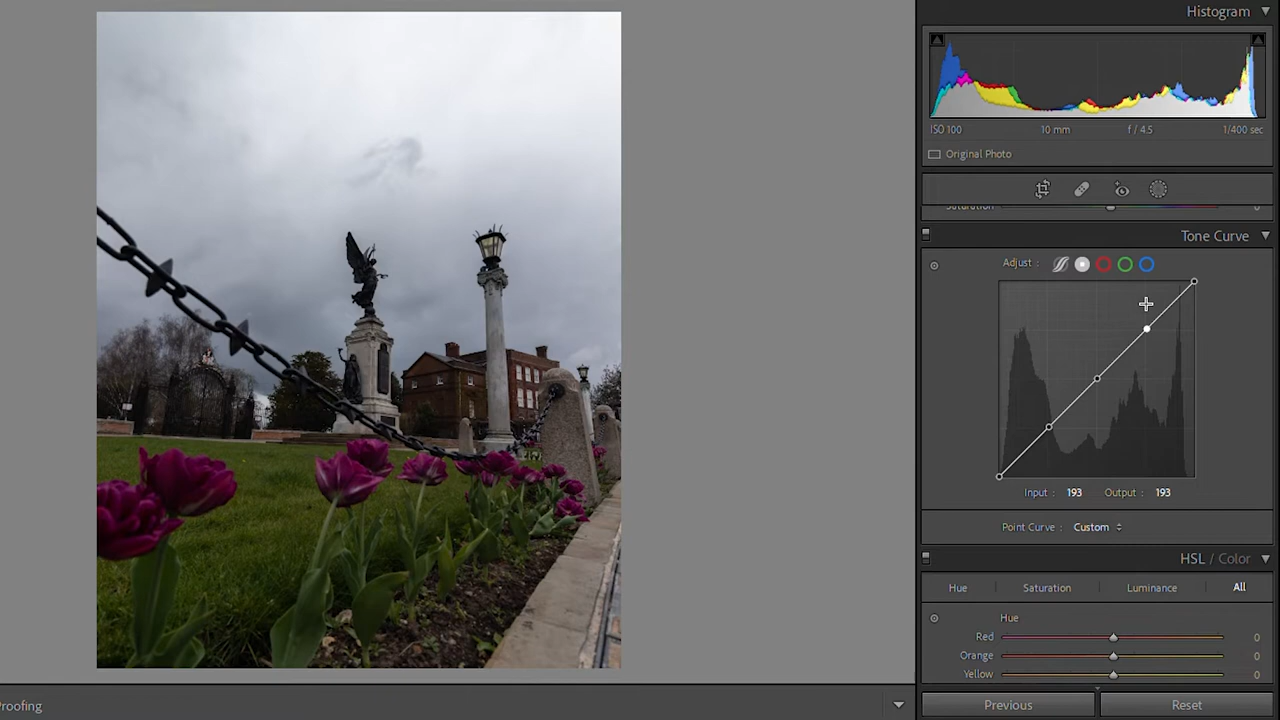 Histogram
ISO 100 10 mm f / 4.5 1/400 sec
Original Photo
Saturation 0
Tone Curve
Adjust :
Input : 193 Output : 193
Point Curve : Custom
HSL / Color
Hue Saturation Luminance All
Hue
Red 0
Orange 0
Yellow 0
Previous Reset
Proofing